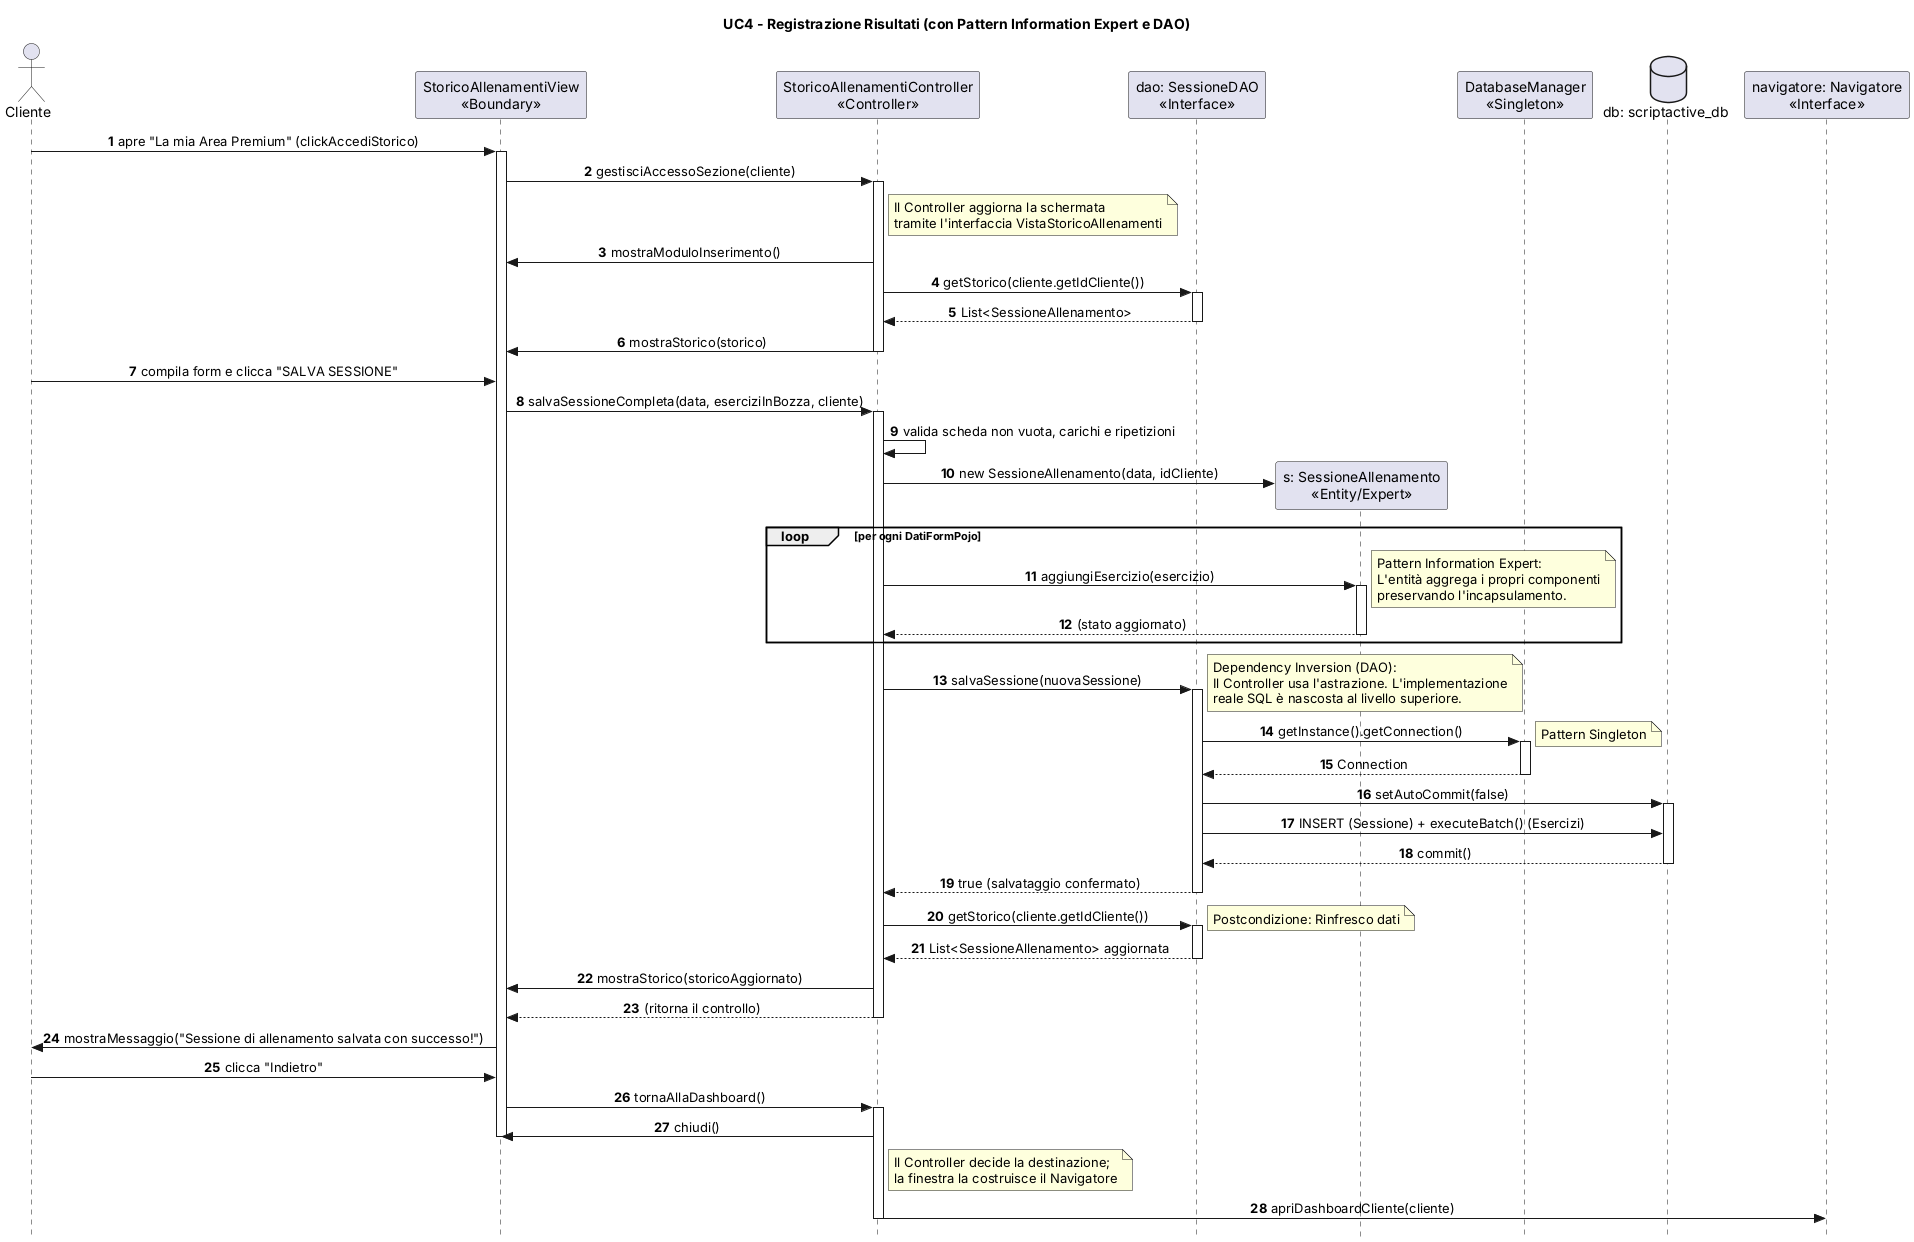 UC4 - Registrazione Risultati (con Pattern Information Expert e DAO)
Cliente
StoricoAllenamentiView
«Boundary»
StoricoAllenamentiController
«Controller»
dao: SessioneDAO
«Interface»
DatabaseManager
«Singleton»
db: scriptactive_db
navigatore: Navigatore
«Interface»
1 apre "La mia Area Premium" (clickAccediStorico)
2 gestisciAccessoSezione(cliente)
Il Controller aggiorna la schermata
tramite l'interfaccia VistaStoricoAllenamenti
3 mostraModuloInserimento()
4 getStorico(cliente.getIdCliente())
5 List<SessioneAllenamento>
6 mostraStorico(storico)
7 compila form e clicca "SALVA SESSIONE"
8 salvaSessioneCompleta(data, eserciziInBozza, cliente)
9 valida scheda non vuota, carichi e ripetizioni
10 new SessioneAllenamento(data, idCliente)
s: SessioneAllenamento
«Entity/Expert»
loop [per ogni DatiFormPojo]
11 aggiungiEsercizio(esercizio)
Pattern Information Expert:
L'entità aggrega i propri componenti
preservando l'incapsulamento.
12 (stato aggiornato)
13 salvaSessione(nuovaSessione)
Dependency Inversion (DAO):
Il Controller usa l'astrazione. L'implementazione
reale SQL è nascosta al livello superiore.
14 getInstance().getConnection()
Pattern Singleton
15 Connection
16 setAutoCommit(false)
17 INSERT (Sessione) + executeBatch() (Esercizi)
18 commit()
19 true (salvataggio confermato)
20 getStorico(cliente.getIdCliente())
Postcondizione: Rinfresco dati
21 List<SessioneAllenamento> aggiornata
22 mostraStorico(storicoAggiornato)
23 (ritorna il controllo)
24 mostraMessaggio("Sessione di allenamento salvata con successo!")
25 clicca "Indietro"
26 tornaAllaDashboard()
27 chiudi()
Il Controller decide la destinazione;
la finestra la costruisce il Navigatore
28 apriDashboardCliente(cliente)